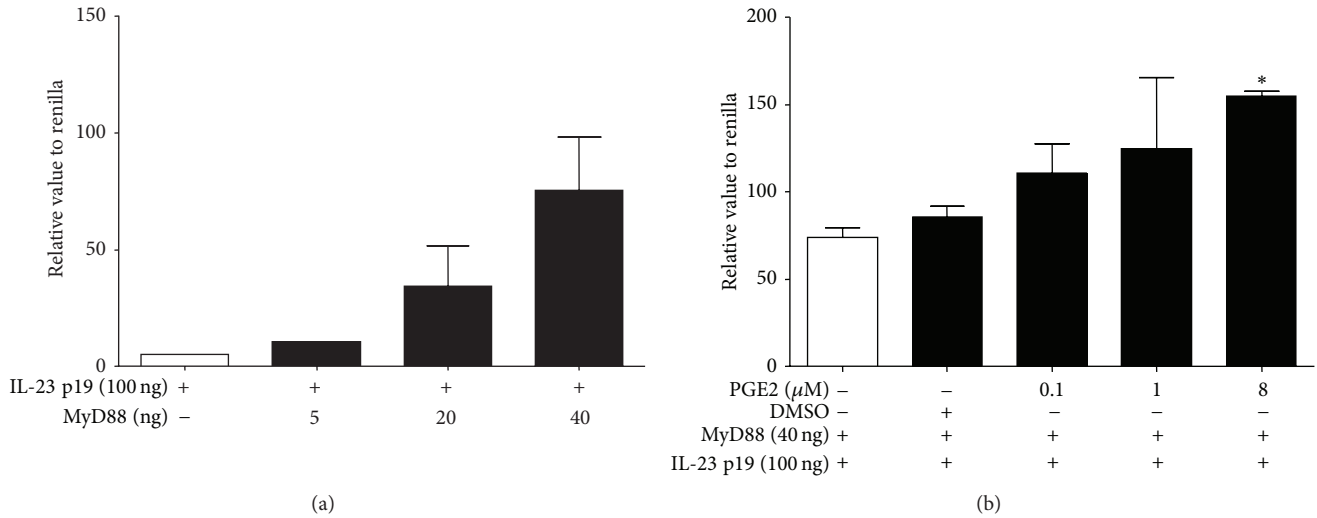 150
100
50
0
Relative value to renilla
IL-23 p19 (100 ng) + + + +
MyD88 (ng) – 5 20 40
(a)
200
150
100
50
0
Relative value to renilla
*
PGE2 (μM) – – 0.1 1 8
DMSO – + – – –
MyD88 (40 ng) + + + + +
IL-23 p19 (100 ng) + + + + +
(b)